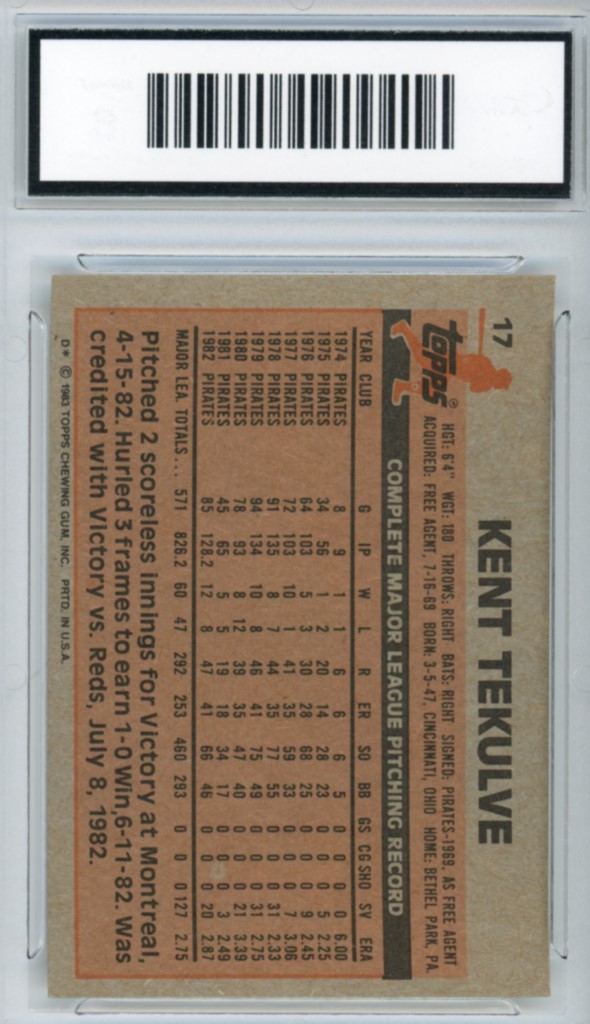 17
KENT TEKULVE
topps®
HGT: 6'4" WGT: 180 THROWS: RIGHT BATS: RIGHT SIGNED: PIRATES-1969, AS FREE AGENT
ACQUIRED: FREE AGENT, 7-16-69 BORN: 3-5-47, CINCINNATI, OHIO HOME: BETHEL PARK, PA.
COMPLETE MAJOR LEAGUE PITCHING RECORD
YEAR CLUB G IP W L R ER SO BB GS CG SHO SV ERA
1974 PIRATES 8 9 1 1 6 6 6 5 0 0 0 0 6.00
1975 PIRATES 34 56 1 2 20 14 28 23 0 0 0 5 2.25
1976 PIRATES 64 103 5 3 30 28 68 25 0 0 0 9 2.45
1977 PIRATES 72 103 10 1 41 35 59 33 0 0 0 7 3.06
1978 PIRATES 91 135 8 7 44 35 77 55 0 0 0 31 2.33
1979 PIRATES 94 134 10 8 46 41 75 49 0 0 0 31 2.75
1980 PIRATES 78 93 8 12 39 35 47 40 0 0 0 21 3.39
1981 PIRATES 45 65 5 5 19 18 34 17 0 0 0 3 2.49
1982 PIRATES 85 128.2 12 8 47 41 66 46 0 0 0 20 2.87
MAJOR LEA. TOTALS... 571 826.2 60 47 292 253 460 293 0 0 0 127 2.75
Pitched 2 scoreless innings for Victory at Montreal,
4-15-82. Hurled 3 frames to earn 1-0 Win, 6-11-82. Was
credited with Victory vs. Reds, July 8, 1982.
D* © 1983 TOPPS CHEWING GUM, INC. PRTD. IN U.S.A.